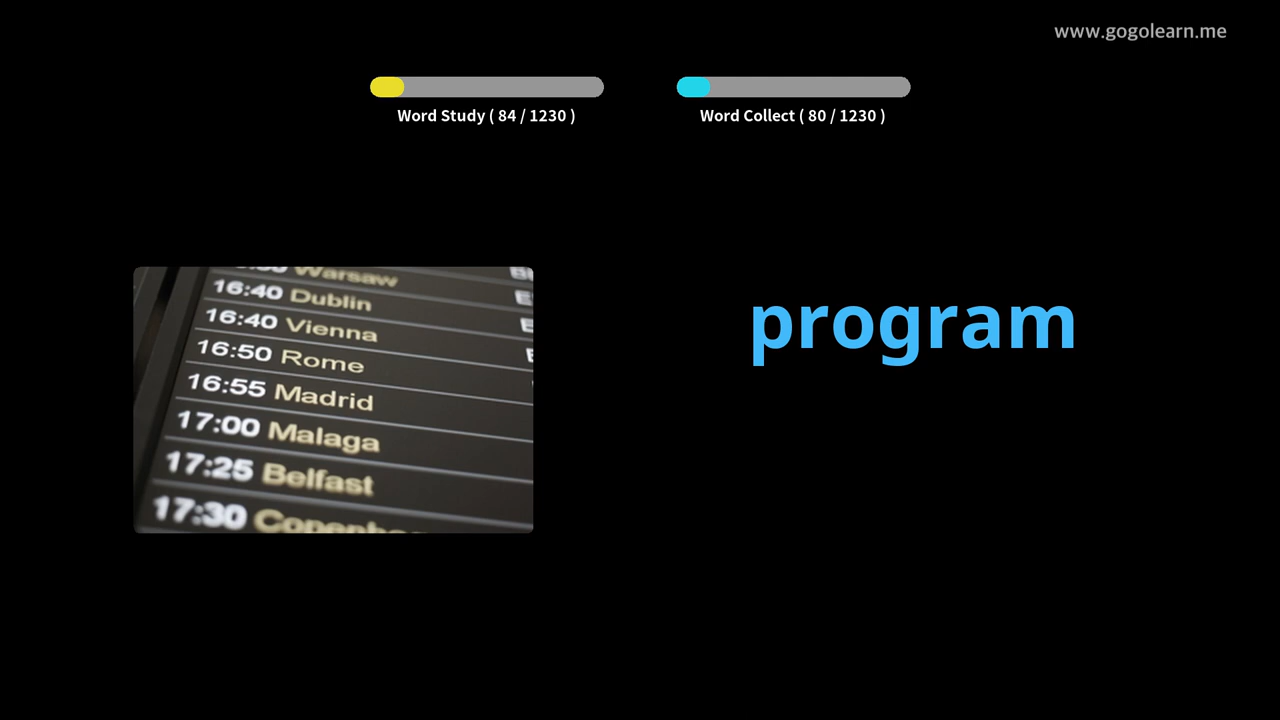 www.gogolearn.me
Word Study ( 84 / 1230 )
Word Collect ( 80 / 1230 )
Warsaw
16:40 Dublin
16:40 Vienna
16:50 Rome
16:55 Madrid
17:00 Malaga
17:25 Belfast
17:30
program